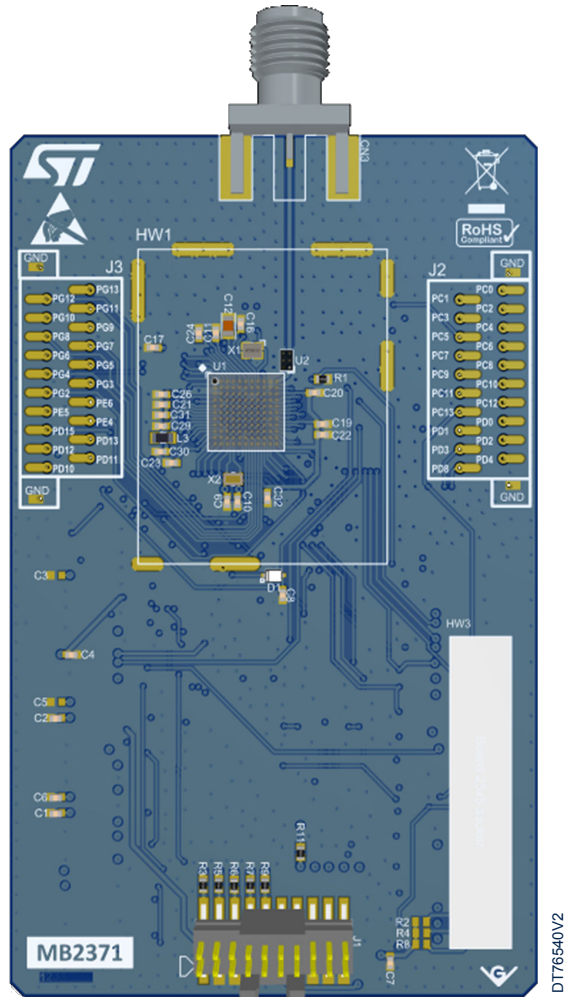 CN3
ST
RoHS
Compliant
HW1
GND
J3
PG13
PG12
PG11
PG10
PG9
PG8
PG7
PG6
PG5
PG4
PG3
PG2
PE6
PE5
PE4
PD15
PD13
PD12
PD11
PD10
GND
J2
GND
PC0
PC1
PC2
PC3
PC4
PC5
PC6
PC7
PC8
PC9
PC10
PC11
PC12
PC13
PD0
PD1
PD2
PD3
PD4
PD8
GND
C12
C24
C17
X1
U2
U1
R1
C20
C26
C21
C31
C29
L3
C30
C23
C19
C22
X2
C9
C10
C32
C3
D1
C8
HW3
C4
C5
C2
C6
C1
R11
R3
R5
R6
R7
R9
R2
R4
R8
J1
C7
MB2371
G
DT76540V2